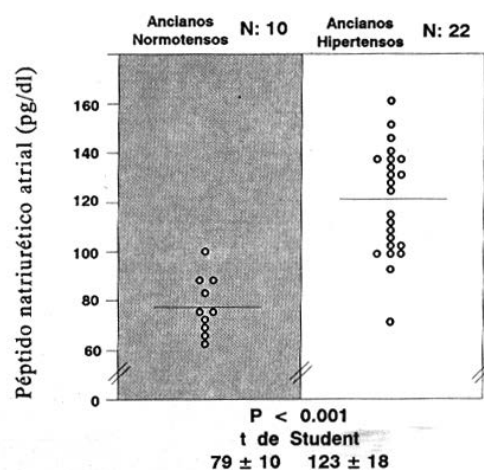 Ancianos
Normotensos N: 10
Ancianos
Hipertensos N: 22
Péptido natriurético atrial (pg/dl)
160
140
120
100
80
60
0
P < 0.001
t de Student
79 ± 10 123 ± 18